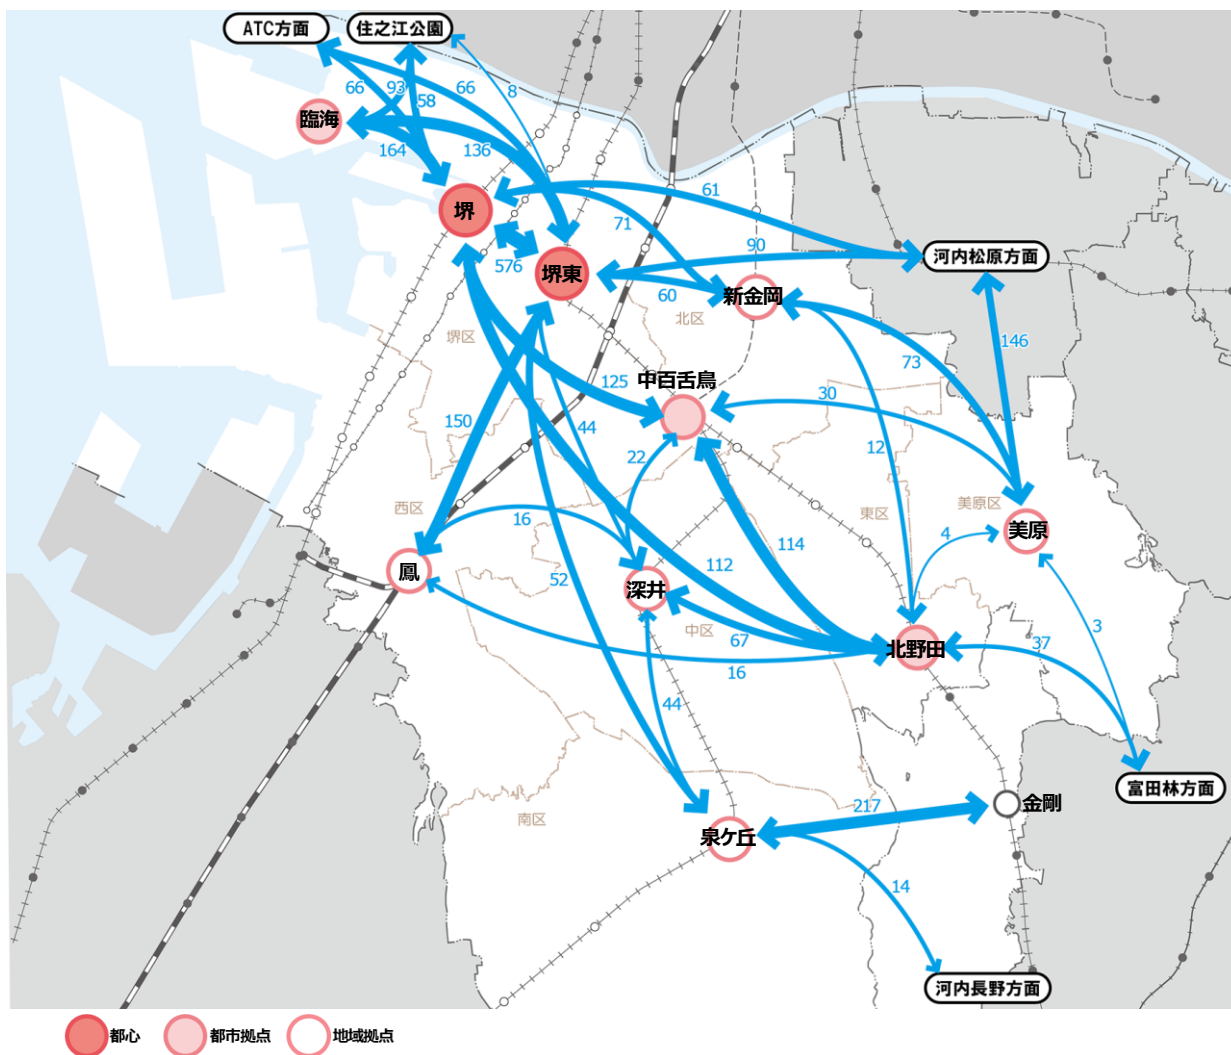 ATC方面
住之江公園
66
93
66
58
8
臨海
164
136
堺
61
71
576
90
河内松原方面
堺東
60
新金岡
北区
堺区
146
73
中百舌鳥
125
30
150
44
12
22
西区
16
東区
美原区
美原
4
114
鳳
52
112
深井
中区
67
16
北野田
3
37
44
富田林方面
217
金剛
南区
泉ケ丘
14
河内長野方面
都心
都市拠点
地域拠点